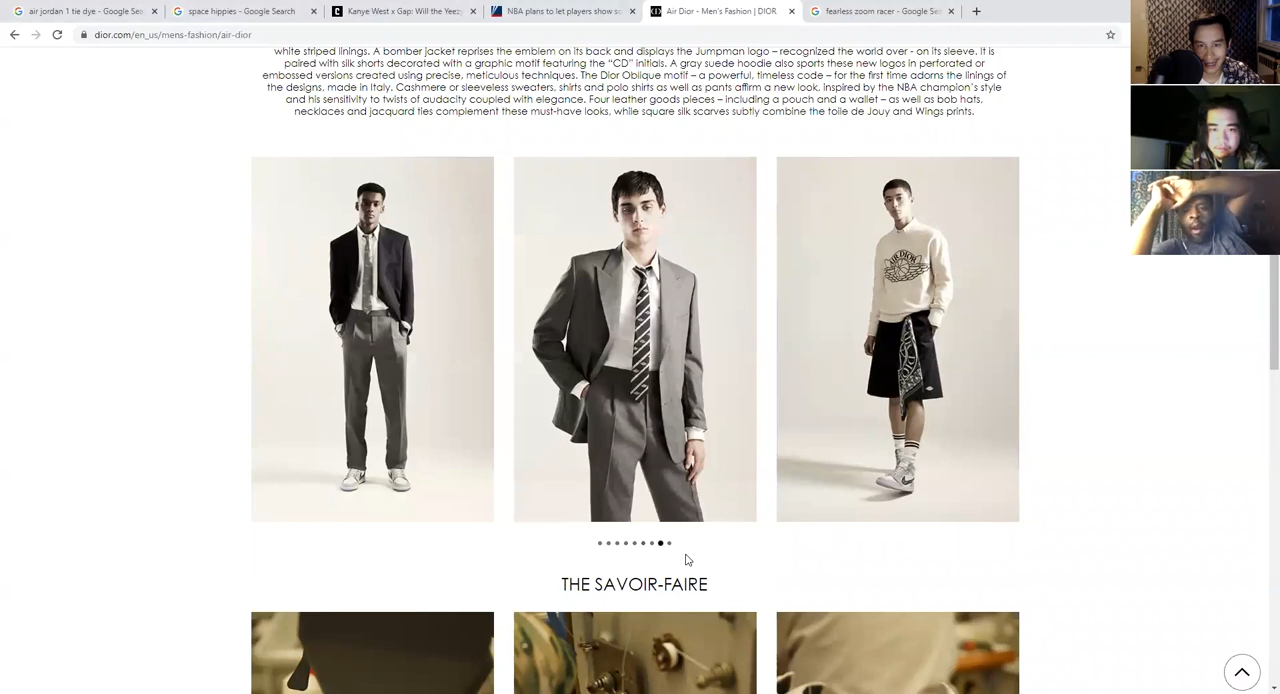 air jordan 1 tie dye - Google Sea
space hippies - Google Search
Kanye West x Gap: Will the Yeezy
NBA plans to let players show so
Air Dior - Men's Fashion | DIOR
fearless zoom racer - Google Sea
dior.com/en_us/mens-fashion/air-dior
white striped linings. A bomber jacket reprises the emblem on its back and displays the Jumpman logo – recognized the world over - on its sleeve. It is
paired with silk shorts decorated with a graphic motif featuring the "CD" initials. A gray suede hoodie also sports these new logos in perforated or
embossed versions created using precise, meticulous techniques. The Dior Oblique motif – a powerful, timeless code – for the first time adorns the linings of
the designs, made in Italy. Cashmere or sleeveless sweaters, shirts and polo shirts as well as pants affirm a new look, inspired by the NBA champion's style
and his sensitivity to twists of audacity coupled with elegance. Four leather goods pieces – including a pouch and a wallet – as well as bob hats,
necklaces and jacquard ties complement these must-have looks, while square silk scarves subtly combine the toile de Jouy and Wings prints.
AIR DIOR
THE SAVOIR-FAIRE